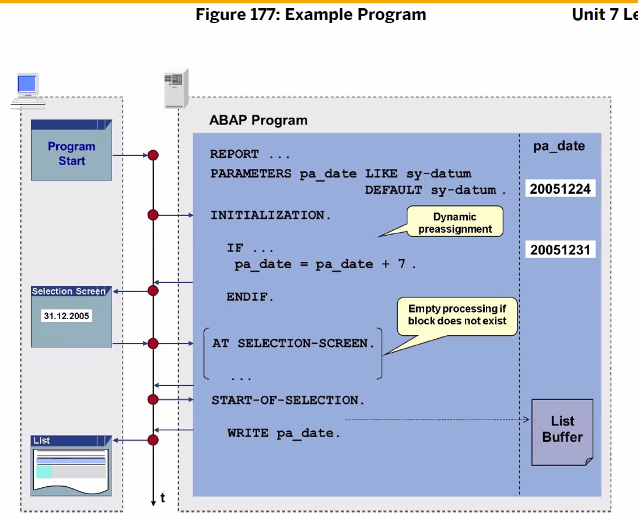 Figure 177: Example Program
Unit 7 Le
ABAP Program
Program
Start
pa_date
REPORT ...
PARAMETERS pa_date LIKE sy-datum
DEFAULT sy-datum .
20051224
INITIALIZATION.
Dynamic
preassignment
IF ...
pa_date = pa_date + 7 .
20051231
ENDIF.
Selection Screen
31.12.2005
Empty processing if
block does not exist
AT SELECTION-SCREEN.
...
START-OF-SELECTION.
WRITE pa_date.
List
Buffer
List
t